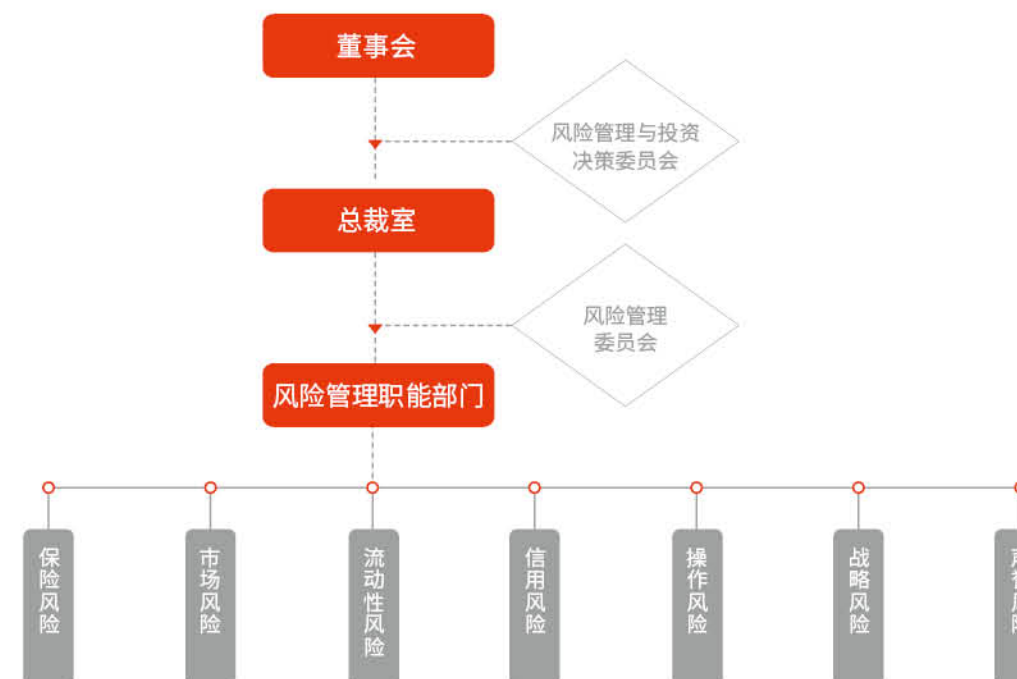 董事会
风险管理与投资
决策委员会
总裁室
风险管理
委员会
风险管理职能部门
保险风险
市场风险
流动性风险
信用风险
操作风险
战略风险